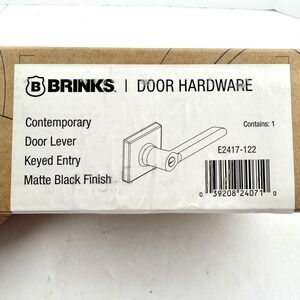 B BRINKS. | DOOR HARDWARE
Contemporary
Door Lever
Keyed Entry
Matte Black Finish
Contains: 1
E2417-122
0 39208 24071 0